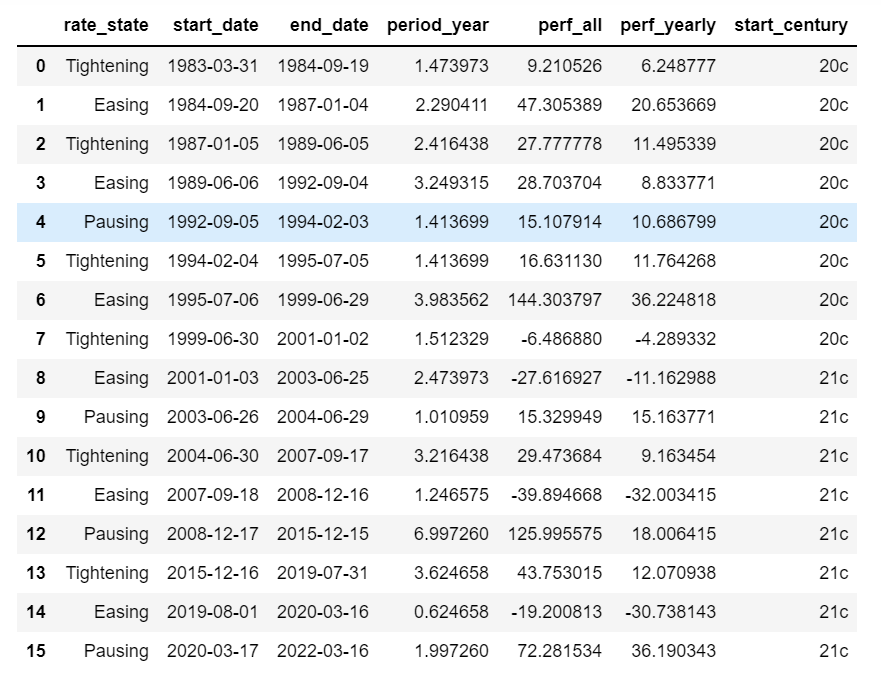 rate_state start_date end_date period_year perf_all perf_yearly start_century
0 Tightening 1983-03-31 1984-09-19 1.473973 9.210526 6.248777 20c
1 Easing 1984-09-20 1987-01-04 2.290411 47.305389 20.653669 20c
2 Tightening 1987-01-05 1989-06-05 2.416438 27.777778 11.495339 20c
3 Easing 1989-06-06 1992-09-04 3.249315 28.703704 8.833771 20c
4 Pausing 1992-09-05 1994-02-03 1.413699 15.107914 10.686799 20c
5 Tightening 1994-02-04 1995-07-05 1.413699 16.631130 11.764268 20c
6 Easing 1995-07-06 1999-06-29 3.983562 144.303797 36.224818 20c
7 Tightening 1999-06-30 2001-01-02 1.512329 -6.486880 -4.289332 20c
8 Easing 2001-01-03 2003-06-25 2.473973 -27.616927 -11.162988 21c
9 Pausing 2003-06-26 2004-06-29 1.010959 15.329949 15.163771 21c
10 Tightening 2004-06-30 2007-09-17 3.216438 29.473684 9.163454 21c
11 Easing 2007-09-18 2008-12-16 1.246575 -39.894668 -32.003415 21c
12 Pausing 2008-12-17 2015-12-15 6.997260 125.995575 18.006415 21c
13 Tightening 2015-12-16 2019-07-31 3.624658 43.753015 12.070938 21c
14 Easing 2019-08-01 2020-03-16 0.624658 -19.200813 -30.738143 21c
15 Pausing 2020-03-17 2022-03-16 1.997260 72.281534 36.190343 21c